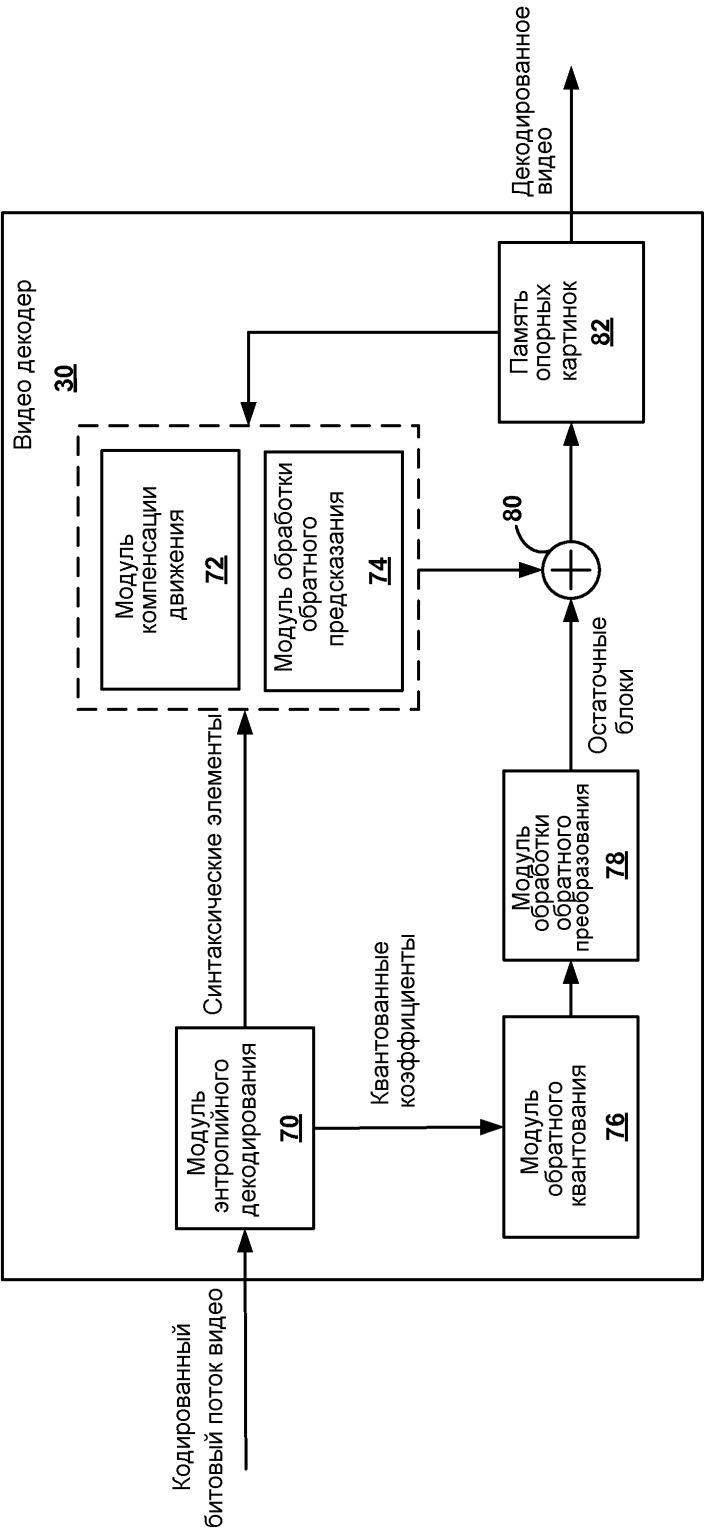 Видео декодер
30
Кодированный
битовый поток видео
Модуль
энтропийного
декодирования
70
Синтаксические элементы
Модуль
компенсации
движения
72
Модуль обработки
обратного
предсказания
74
Квантованные
коэффициенты
Модуль
обратного
квантования
76
Модуль
обработки
обратного
преобразования
78
Остаточные
блоки
80
Память
опорных
картинок
82
Декодированное
видео